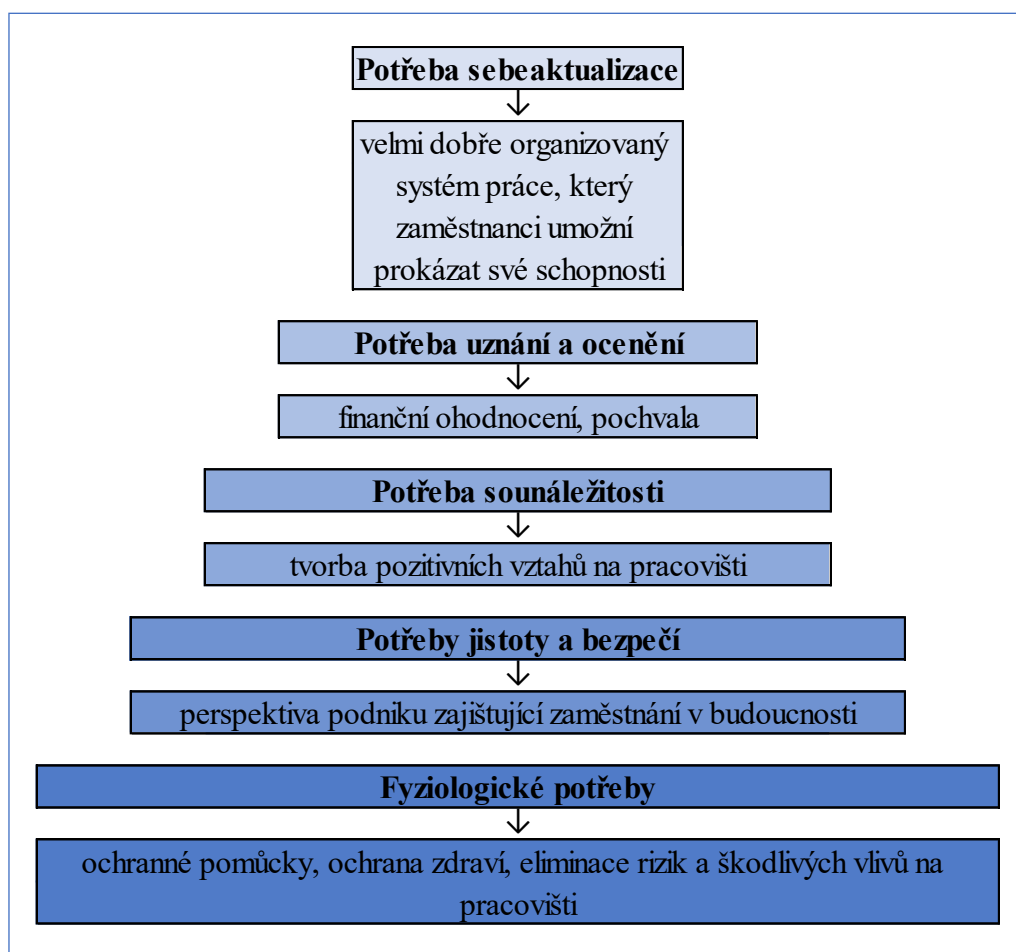 Potřeba sebeaktualizace
velmi dobře organizovaný
systém práce, který
zaměstnanci umožní
prokázat své schopnosti
Potřeba uznání a ocenění
finanční ohodnocení, pochvala
Potřeba sounáležitosti
tvorba pozitivních vztahů na pracovišti
Potřeby jistoty a bezpečí
perspektiva podniku zajištující zaměstnání v budoucnosti
Fyziologické potřeby
ochranné pomůcky, ochrana zdraví, eliminace rizik a škodlivých vlivů na
pracovišti